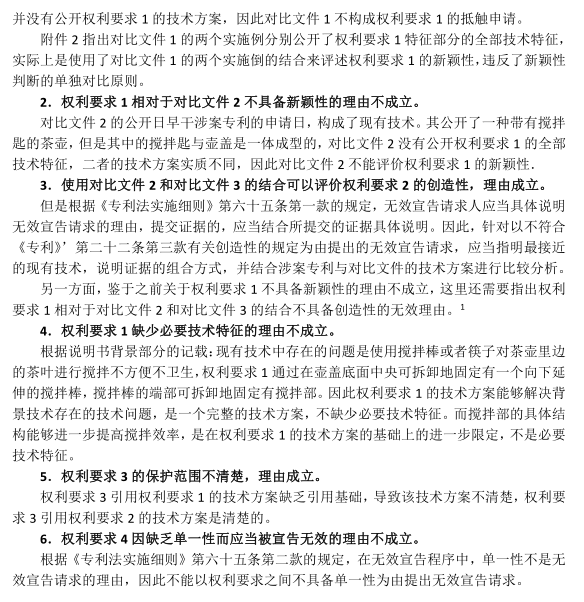 并没有公开权利要求 1 的技术方案，因此对比文件 1 不构成权利要求 1 的抵触申请。
附件 2 指出对比文件 1 的两个实施例分别公开了权利要求 1 特征部分的全部技术特征，
实际上是使用了对比文件 1 的两个实施倒的结合来评述权利要求 1 的新颖性，违反了新颖性
判断的单独对比原则。
2．权利要求 1 相对于对比文件 2 不具备新颖性的理由不成立。
对比文件 2 的公开日早干涉案专利的申请日，构成了现有技术。其公开了一种带有搅拌
匙的茶壶，但是其中的搅拌匙与壶盖是一体成型的，对比文件 2 没有公开权利要求 1 的全部
技术特征，二者的技术方案实质不同，因此对比文件 2 不能评价权利要求 1 的新颖性.
3．使用对比文件 2 和对比文件 3 的结合可以评价权利要求 2 的创造性，理由成立。
但是根据《专利法实施细则》第六十五条第一款的规定，无效宣告请求人应当具体说明
无效宣告请求的理由，提交证据的，应当结合所提交的证据具体说明。因此，针对以不符合
《专利》’第二十二条第三款有关创造性的规定为由提出的无效宣告请求，应当指明最接近
的现有技术，说明证据的组合方式，并结合涉案专利与对比文件的技术方案进行比较分析。
另一方面，鉴于之前关于权利要求 1 不具备新颖性的理由不成立，这里还需要指出权利
要求 1 相对于对比文件 2 和对比文件 3 的结合不具备创造性的无效理由。1
4．权利要求 1 缺少必要技术特征的理由不成立。
根据说明书背景部分的记载：现有技术中存在的问题是使用搅拌棒或者筷子对茶壶里边
的茶叶进行搅拌不方便不卫生，权利要求 1 通过在壶盖底面中央可拆卸地固定有一个向下延
伸的搅拌棒，搅拌棒的端部可拆卸地固定有搅拌部。因此权利要求 1 的技术方案能够解决背
景技术存在的技术问题，是一个完整的技术方案，不缺少必要技术特征。而搅拌部的具体结
构能够进一步提高搅拌效率，是在权利要求 1 的技术方案的基础上的进一步限定，不是必要
技术特征。
5．权利要求 3 的保护范围不清楚，理由成立。
权利要求 3 引用权利要求 1 的技术方案缺乏引用基础，导致该技术方案不清楚，权利要
求 3 引用权利要求 2 的技术方案是清楚的。
6．权利要求 4 因缺乏单一性而应当被宣告无效的理由不成立。
根据《专利法实施细则》第六十五条第二款的规定，在无效宣告程序中，单一性不是无
效宣告请求的理由，因此不能以权利要求之间不具备单一性为由提出无效宣告请求。